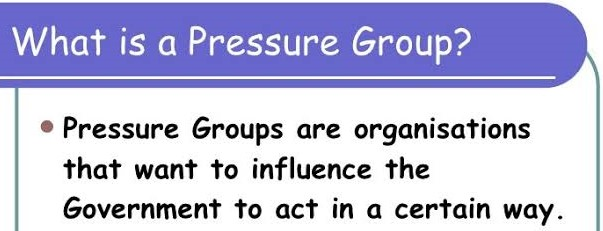 What is a Pressure Group?
Pressure Groups are organisations
that want to influence the
Government to act in a certain way.